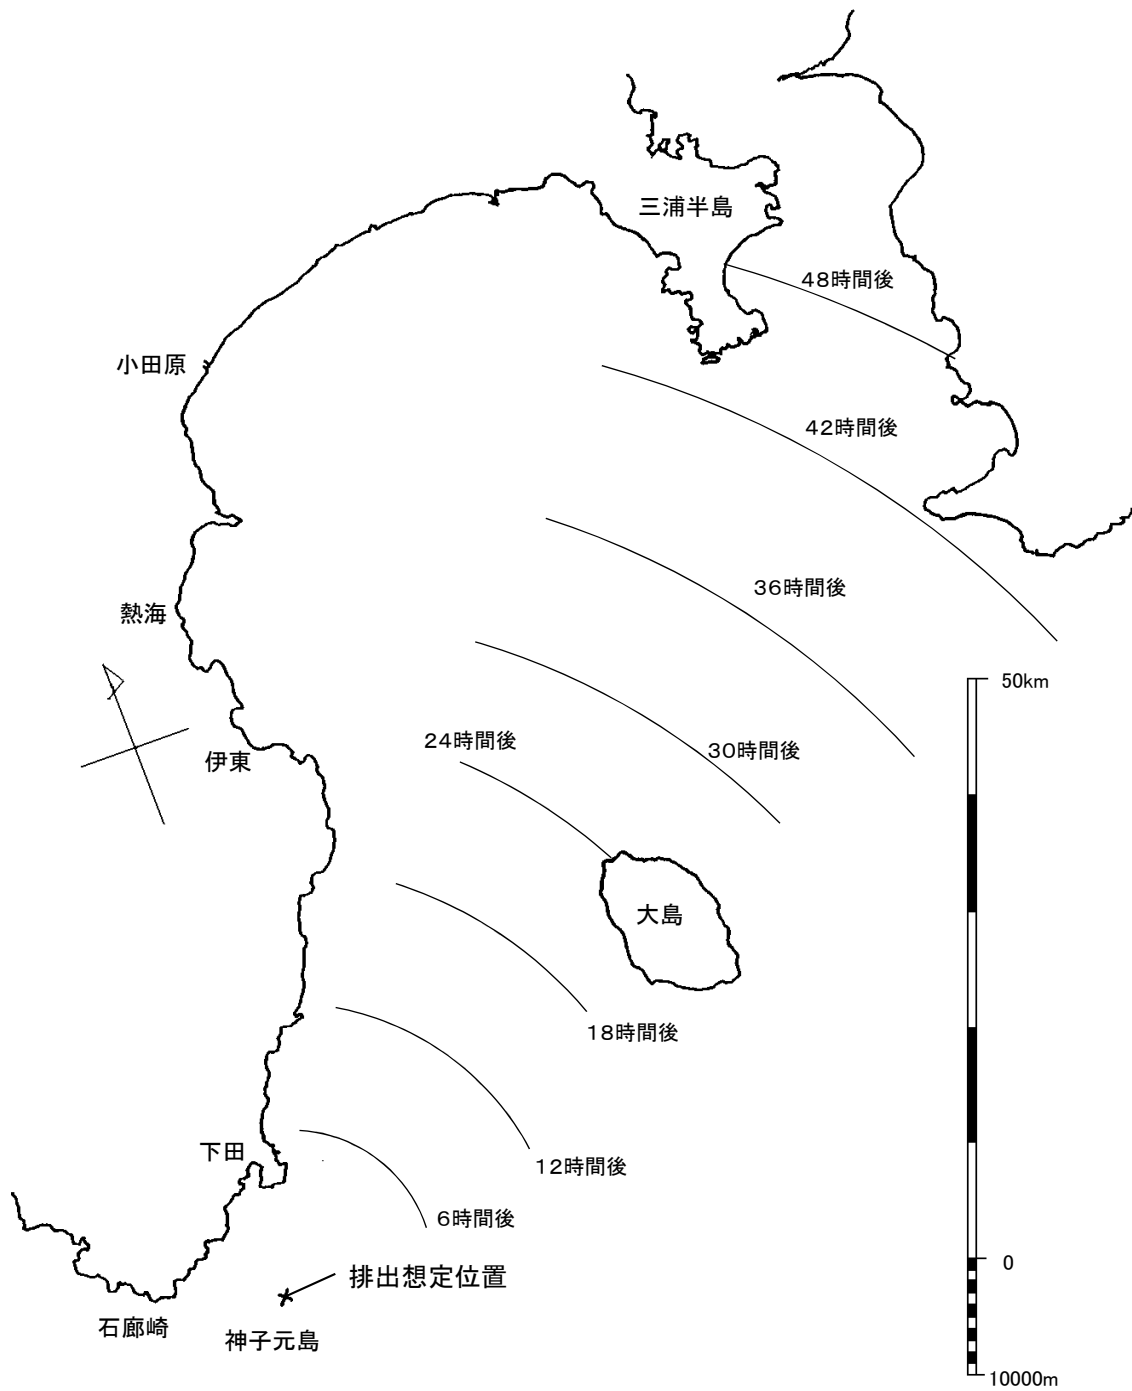 三浦半島
48時間後
小田原
42時間後
36時間後
熱海
50km
24時間後
30時間後
伊東
大島
18時間後
下田
12時間後
6時間後
0
排出想定位置
石廊崎
神子元島
10000m